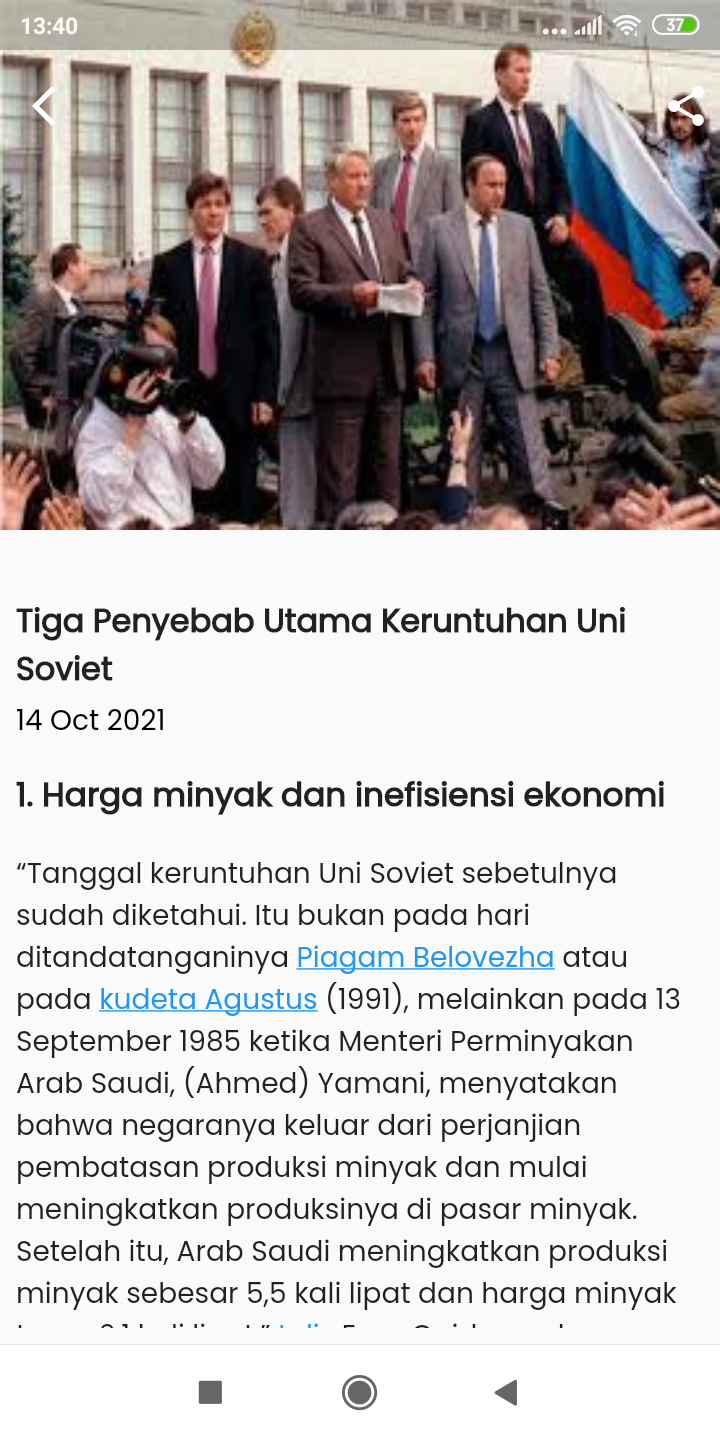 13:40
37
Tiga Penyebab Utama Keruntuhan Uni
Soviet
14 Oct 2021
1. Harga minyak dan inefisiensi ekonomi
“Tanggal keruntuhan Uni Soviet sebetulnya
sudah diketahui. Itu bukan pada hari
ditandatanganinya Piagam Belovezha atau
pada kudeta Agustus (1991), melainkan pada 13
September 1985 ketika Menteri Perminyakan
Arab Saudi, (Ahmed) Yamani, menyatakan
bahwa negaranya keluar dari perjanjian
pembatasan produksi minyak dan mulai
meningkatkan produksinya di pasar minyak.
Setelah itu, Arab Saudi meningkatkan produksi
minyak sebesar 5,5 kali lipat dan harga minyak